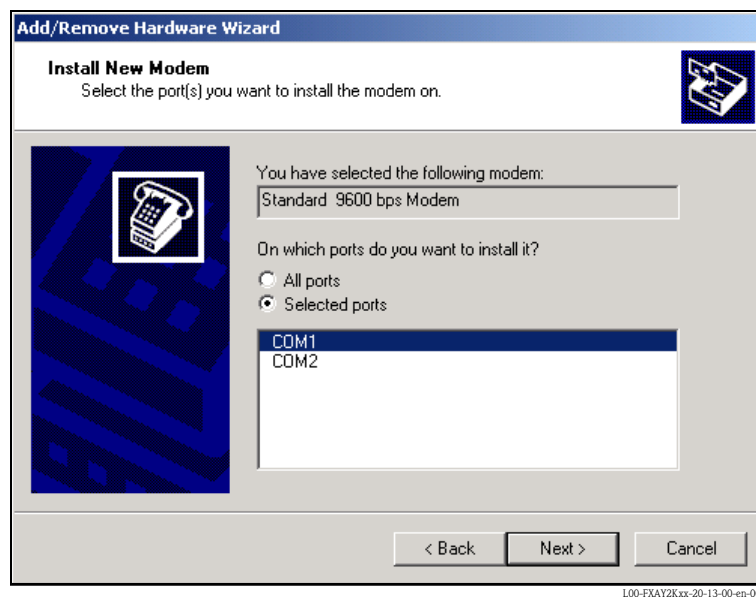 Add/Remove Hardware Wizard
Install New Modem
Select the port(s) you want to install the modem on.
You have selected the following modem:
Standard 9600 bps Modem
On which ports do you want to install it?
All ports
Selected ports
COM1
COM2
< Back
Next >
Cancel
L00-FXAY2Kxx-20-13-00-en-0